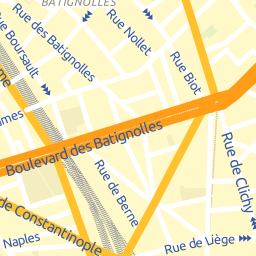 BATIGNOLLES
Rue des Batignolles
Rue Nollet
Rue Boursault
Rue Biot
Boulevard des Batignolles
Rue de Clichy
Rue de Berne
de Constantinople
Naples
Rue de Liège